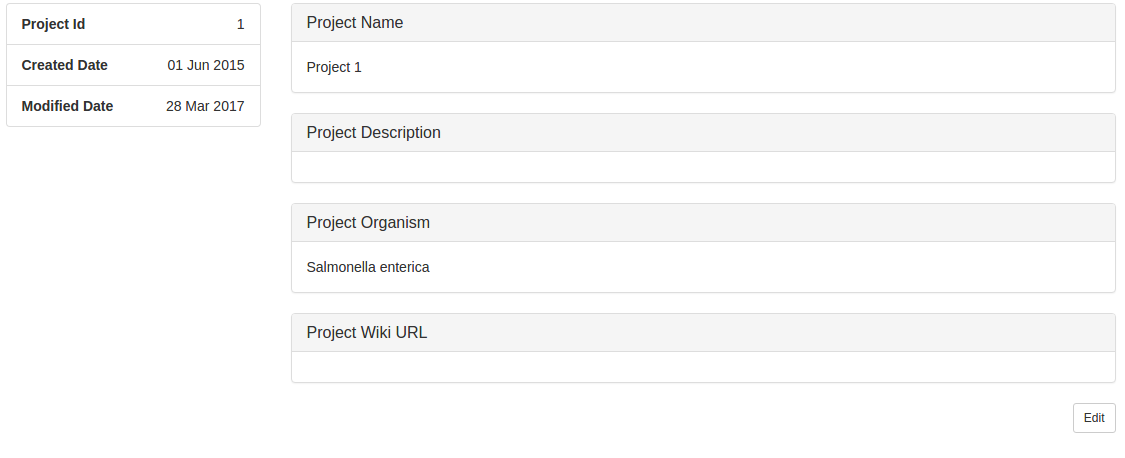 Project Id 1
Created Date 01 Jun 2015
Modified Date 28 Mar 2017
Project Name
Project 1
Project Description
Project Organism
Salmonella enterica
Project Wiki URL
Edit